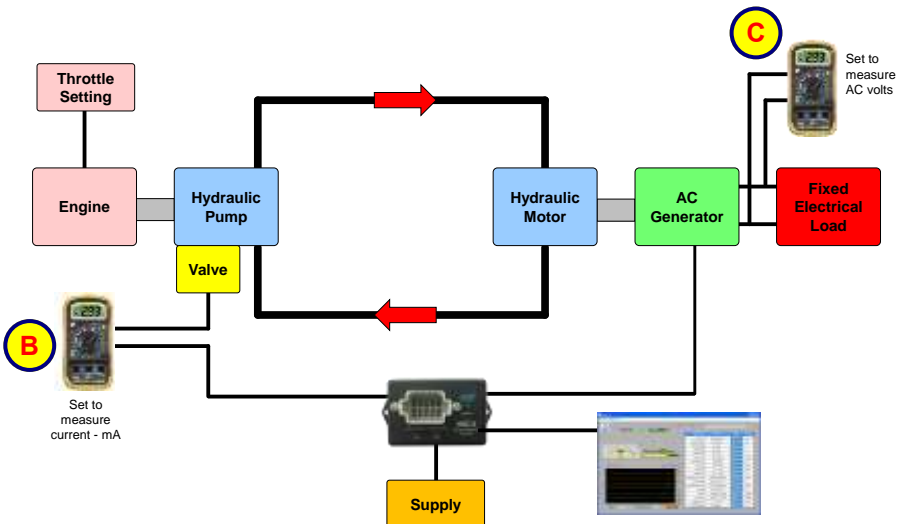 C
Set to
measure
AC volts
Throttle
Setting
Engine
Hydraulic
Pump
Hydraulic
Motor
AC
Generator
Fixed
Electrical
Load
Valve
B
Set to
measure
current - mA
Supply